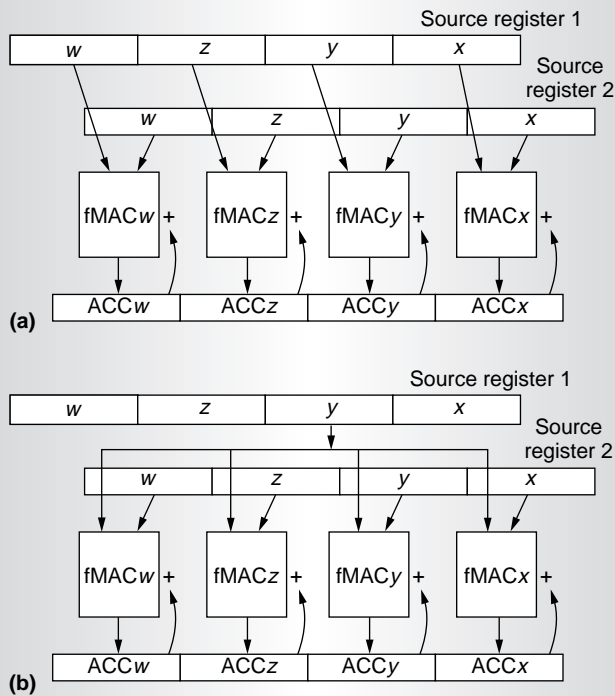 Source register 1
w z y x
Source
register 2
w z y x
fMACw + fMACz + fMACy + fMACx +
ACCw ACCz ACCy ACCx
(a)
Source register 1
w z y x
Source
register 2
w z y x
fMACw + fMACz + fMACy + fMACx +
ACCw ACCz ACCy ACCx
(b)